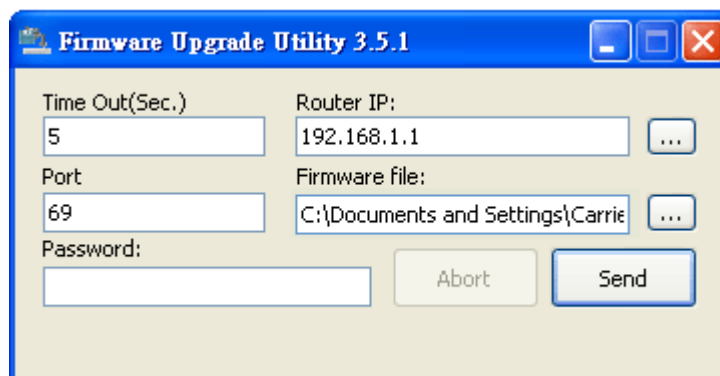 Firmware Upgrade Utility 3.5.1
Time Out(Sec.) Router IP:
5 192.168.1.1 ...
Port Firmware file:
69 C:\Documents and Settings\Carrie ...
Password:
Abort Send